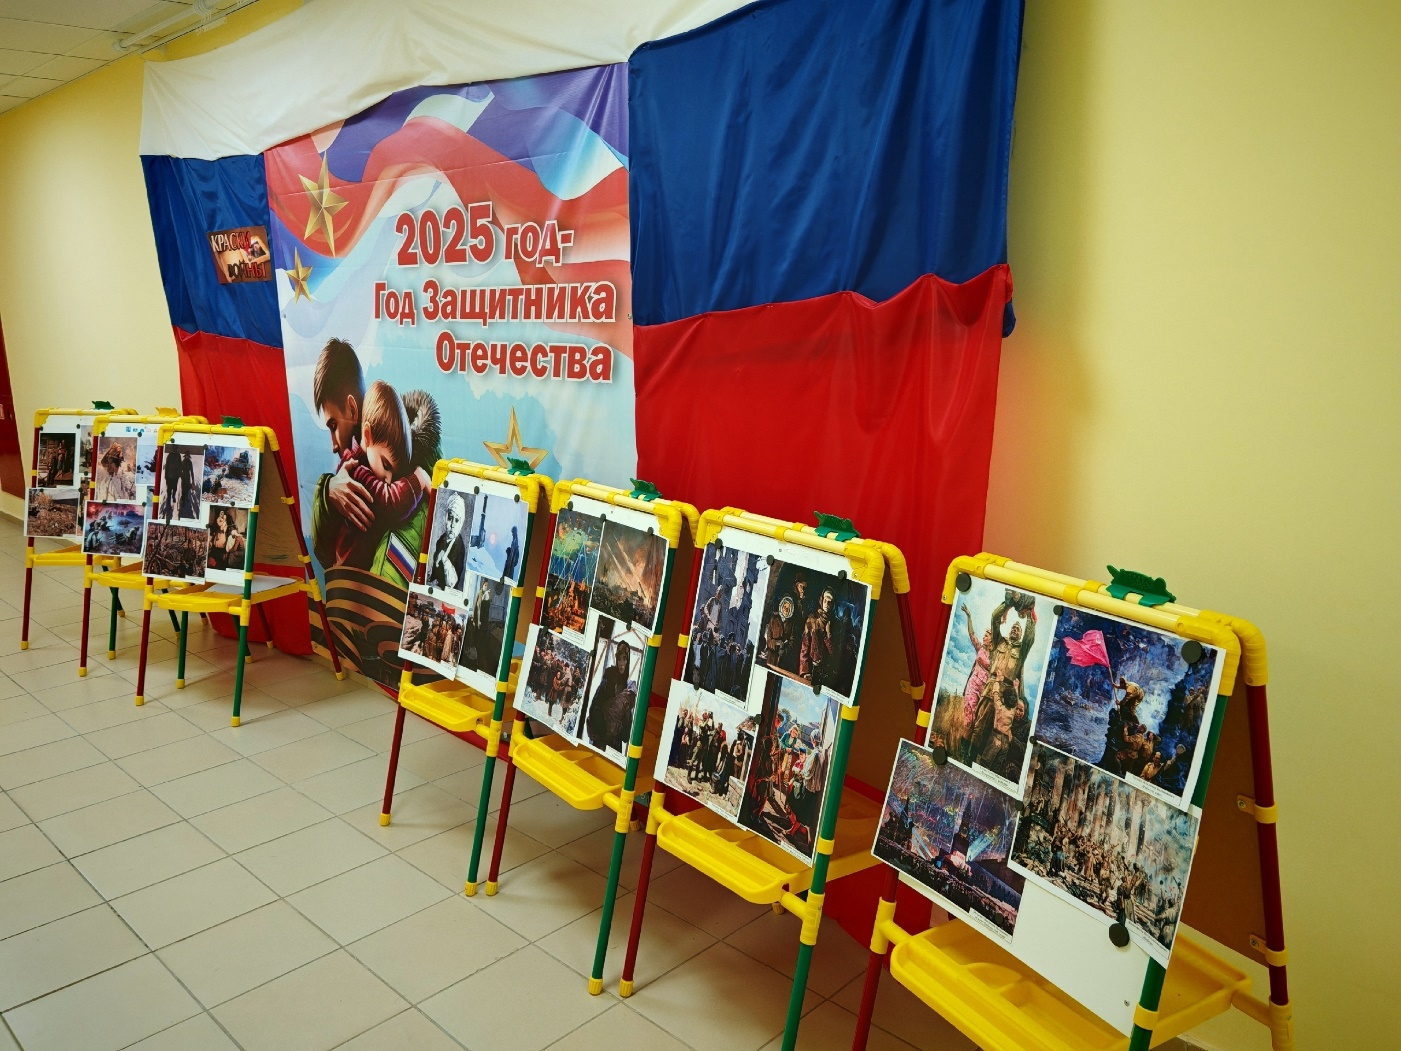 КРАСКИ
ВОЙНЫ
2025 год-
Год Защитника
Отечества